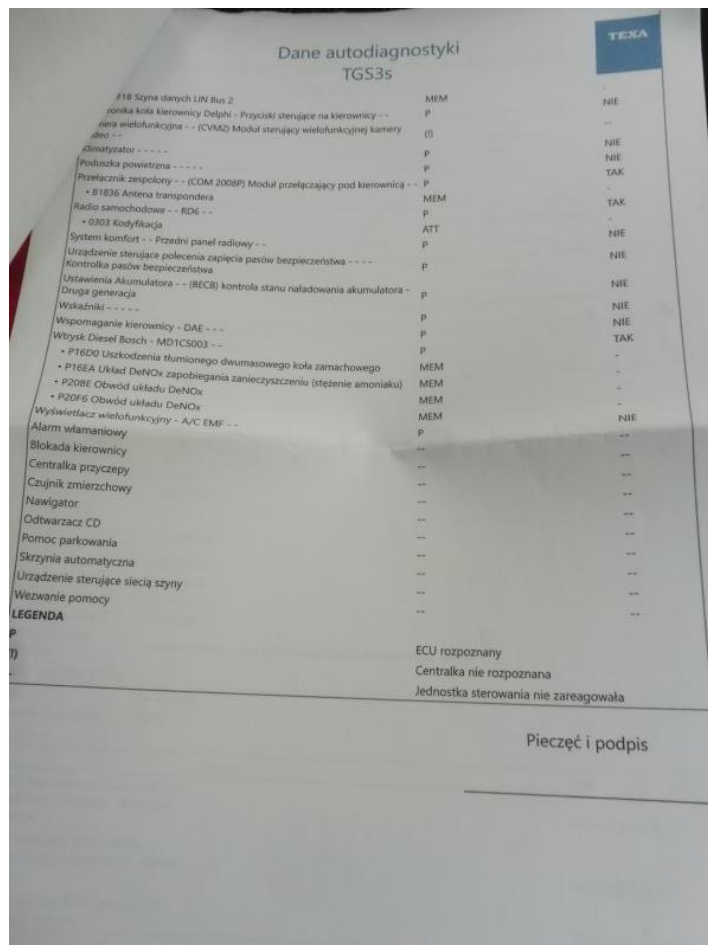 TEXA
Dane autodiagnostyki
TGS3s
F18 Szyna danych LIN Bus 2 MEM -
koła kierownicy Delphi - Przyciski sterujące na kierownicy - - P NIE
wielofunkcyjna - - (CVM2) Moduł sterujący wielofunkcyjnej kamery (!) --
- -
Klimatyzator - - - - - P NIE
Poduszka powietrzna - - - - - P NIE
Przełącznik zespolony - - (COM 2008P) Moduł przełączający pod kierownicą - - P TAK
• B1836 Antena transpondera MEM -
Radio samochodowe - - RD6 - - P TAK
• 0303 Kodyfikacja ATT -
System komfort - - Przedni panel radiowy - - P NIE
Urządzenie sterujące polecenia zapięcia pasów bezpieczeństwa - - - - P NIE
Kontrolka pasów bezpieczeństwa
Ustawienia Akumulatora - - (BECB) kontrola stanu naładowania akumulatora - P NIE
Druga generacja
Wskaźniki - - - - - P NIE
Wspomaganie kierownicy - DAE - - - P NIE
Wtrysk Diesel Bosch - MD1CS003 - - P TAK
• P16D0 Uszkodzenia tłumionego dwumasowego koła zamachowego MEM -
• P16EA Układ DeNOx zapobiegania zanieczyszczeniu (stężenie amoniaku) MEM -
• P208E Obwód układu DeNOx MEM -
• P20F6 Obwód układu DeNOx MEM -
Wyświetlacz wielofunkcyjny - A/C EMF - - P NIE
Alarm włamaniowy -- --
Blokada kierownicy -- --
Centralka przyczepy -- --
Czujnik zmierzchowy -- --
Nawigator -- --
Odtwarzacz CD -- --
Pomoc parkowania -- --
Skrzynia automatyczna -- --
Urządzenie sterujące siecią szyny -- --
Wezwanie pomocy -- --
LEGENDA
P ECU rozpoznany
(!) Centralka nie rozpoznana
- Jednostka sterowania nie zareagowała
Pieczęć i podpis